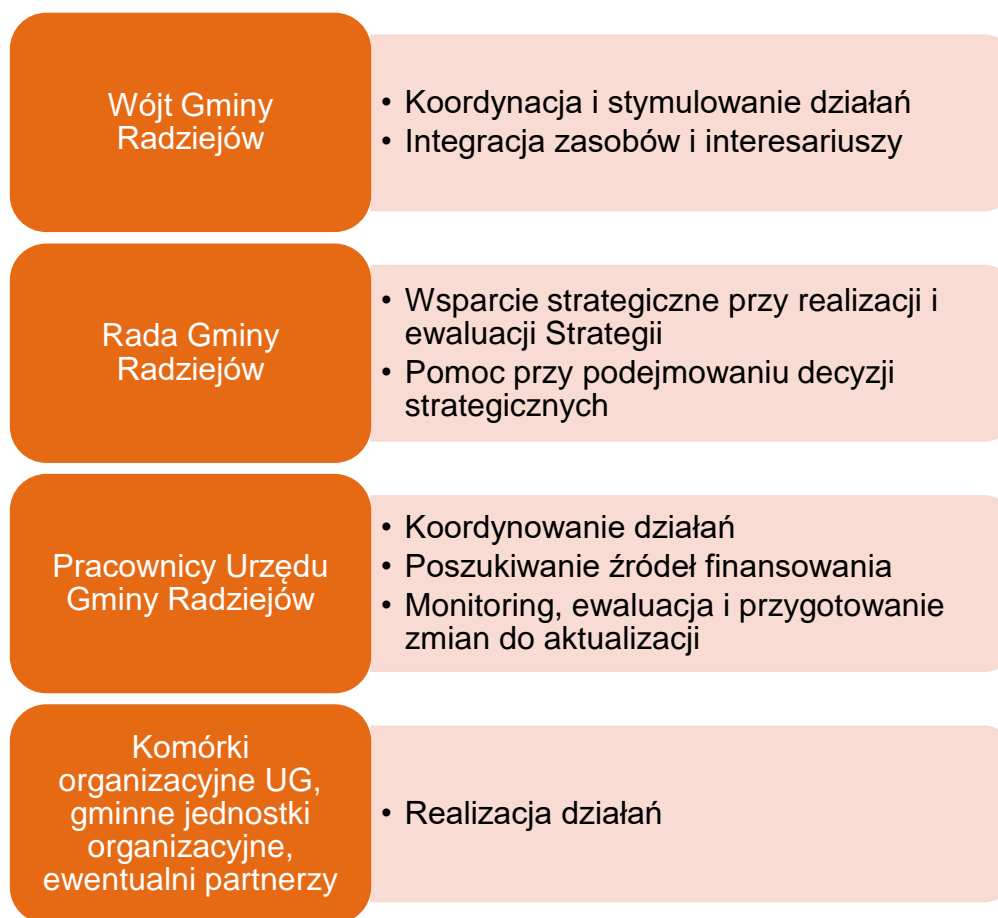 Wójt Gminy
Radziejów
• Koordynacja i stymulowanie działań
• Integracja zasobów i interesariuszy
Rada Gminy
Radziejów
• Wsparcie strategiczne przy realizacji i
ewaluacji Strategii
• Pomoc przy podejmowaniu decyzji
strategicznych
Pracownicy Urzędu
Gminy Radziejów
• Koordynowanie działań
• Poszukiwanie źródeł finansowania
• Monitoring, ewaluacja i przygotowanie
zmian do aktualizacji
Komórki
organizacyjne UG,
gminne jednostki
organizacyjne,
ewentualni partnerzy
• Realizacja działań